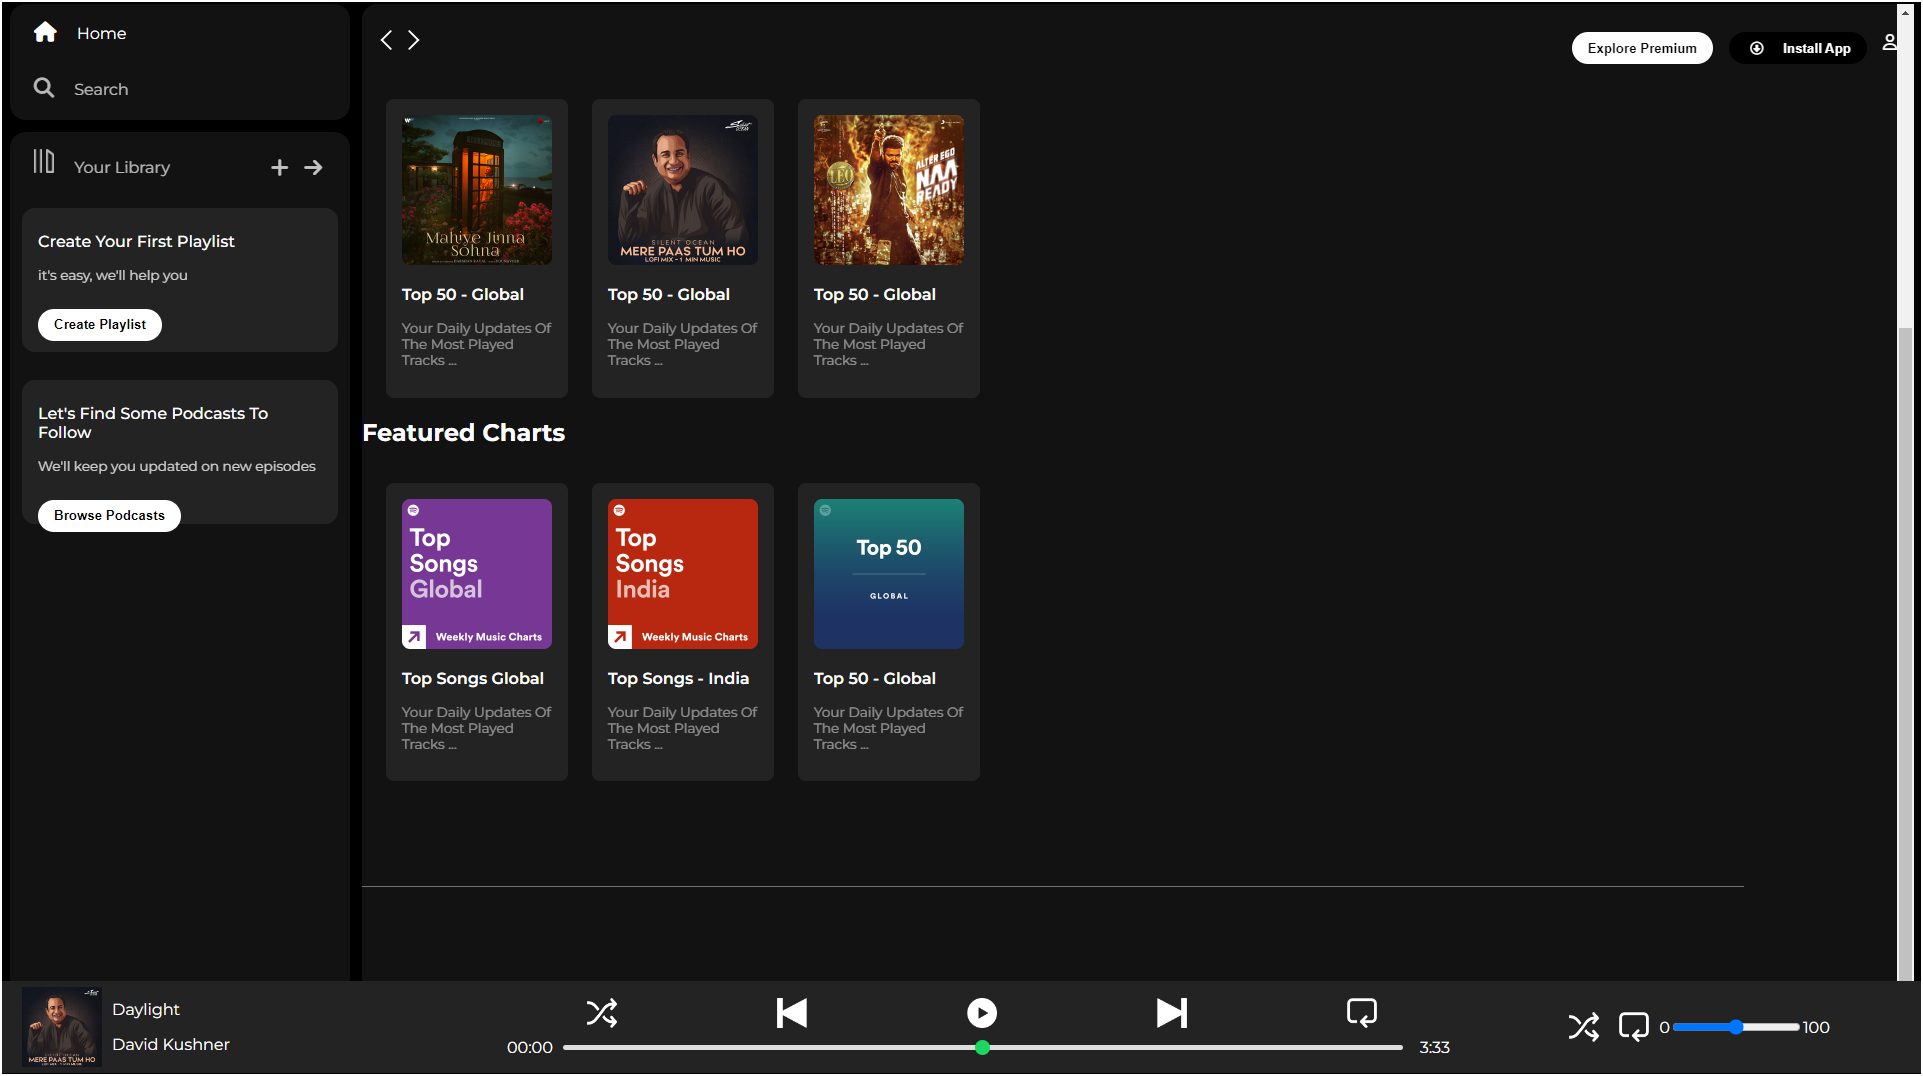 Home
Search
Your Library
Create Your First Playlist
it's easy, we'll help you
Create Playlist
Let's Find Some Podcasts To
Follow
We'll keep you updated on new episodes
Browse Podcasts
Explore Premium
Install App
Mahiye Jinna
Sohna
Top 50 - Global
Your Daily Updates Of
The Most Played
Tracks ...
SILENT OCEAN
MERE PAAS TUM HO
LOFI MIX - 1 MIN MUSIC
Top 50 - Global
Your Daily Updates Of
The Most Played
Tracks ...
LEO
ALTER EGO
NAA
READY
Top 50 - Global
Your Daily Updates Of
The Most Played
Tracks ...
Featured Charts
Top
Songs
Global
Weekly Music Charts
Top Songs Global
Your Daily Updates Of
The Most Played
Tracks ...
Top
Songs
India
Weekly Music Charts
Top Songs - India
Your Daily Updates Of
The Most Played
Tracks ...
Top 50
GLOBAL
Top 50 - Global
Your Daily Updates Of
The Most Played
Tracks ...
MERE PAAS TUM HO
Daylight
David Kushner
00:00
3:33
0
100